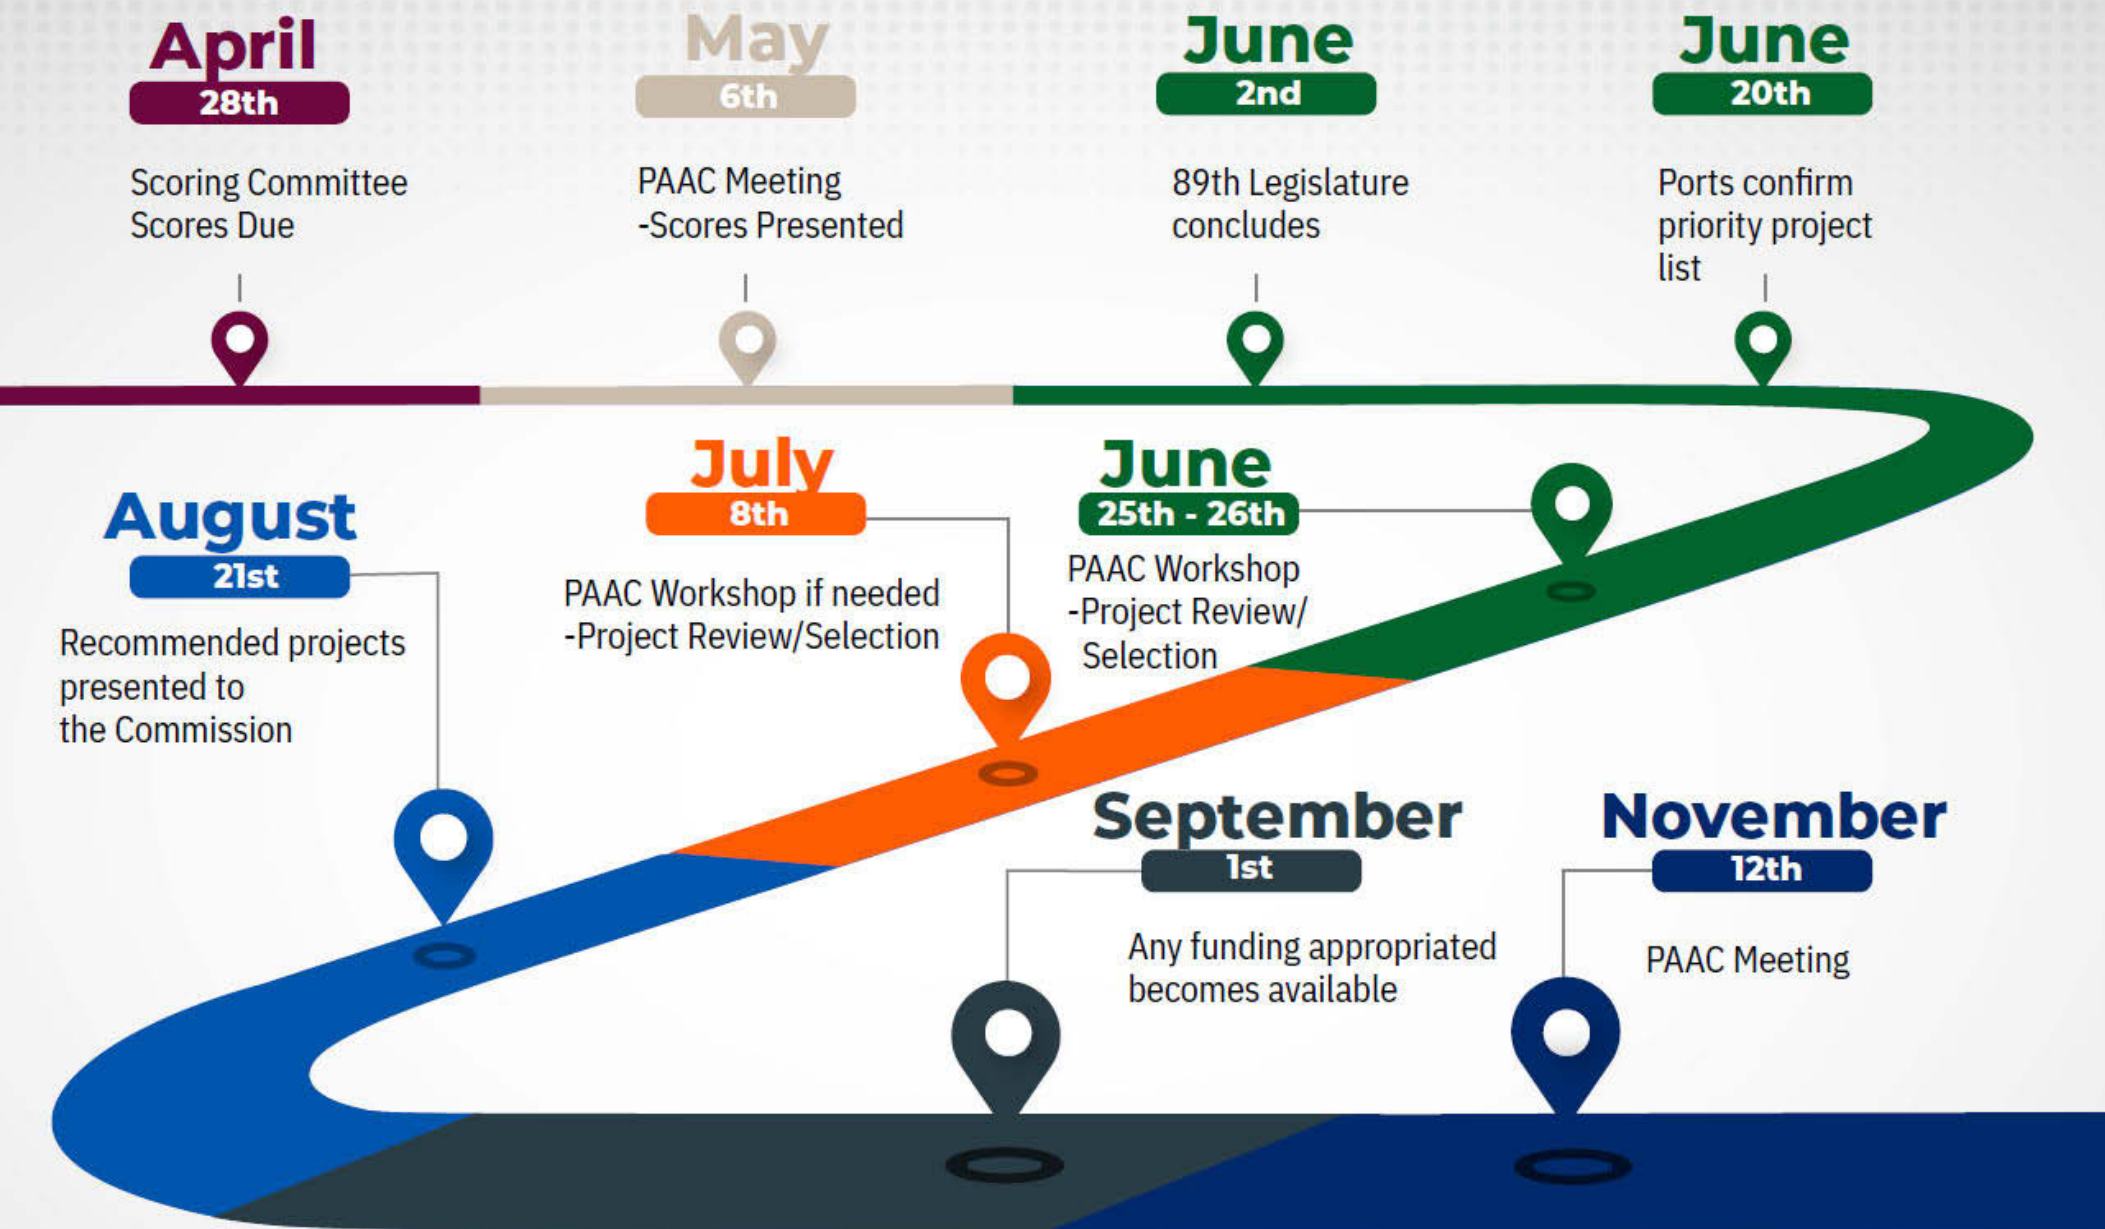 April
28th
Scoring Committee
Scores Due
May
6th
PAAC Meeting
-Scores Presented
June
2nd
89th Legislature
concludes
June
20th
Ports confirm
priority project
list
June
25th - 26th
PAAC Workshop
-Project Review/
Selection
July
8th
PAAC Workshop if needed
-Project Review/Selection
August
21st
Recommended projects
presented to
the Commission
September
1st
Any funding appropriated
becomes available
November
12th
PAAC Meeting